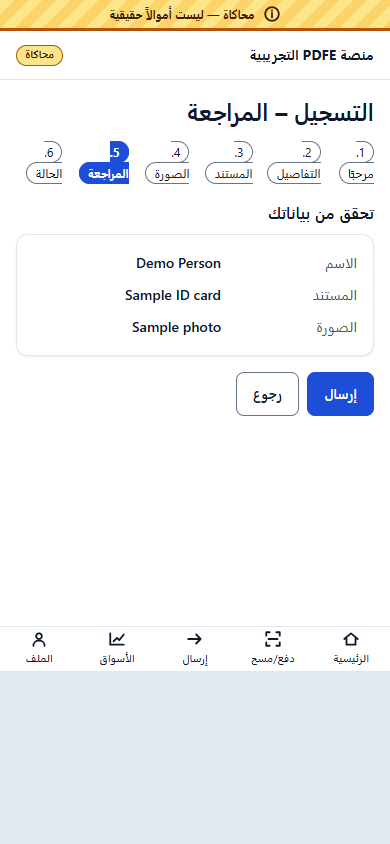 محاكاة — ليست أموالاً حقيقية
منصة PDFE التجريبية
محاكاة
التسجيل – المراجعة
1. مرحبًا
2. التفاصيل
3. المستند
4. الصورة
5. المراجعة
6. الحالة
تحقق من بياناتك
الاسم Demo Person
المستند Sample ID card
الصورة Sample photo
إرسال
رجوع
الرئيسية
دفع/مسح
إرسال
الأسواق
الملف